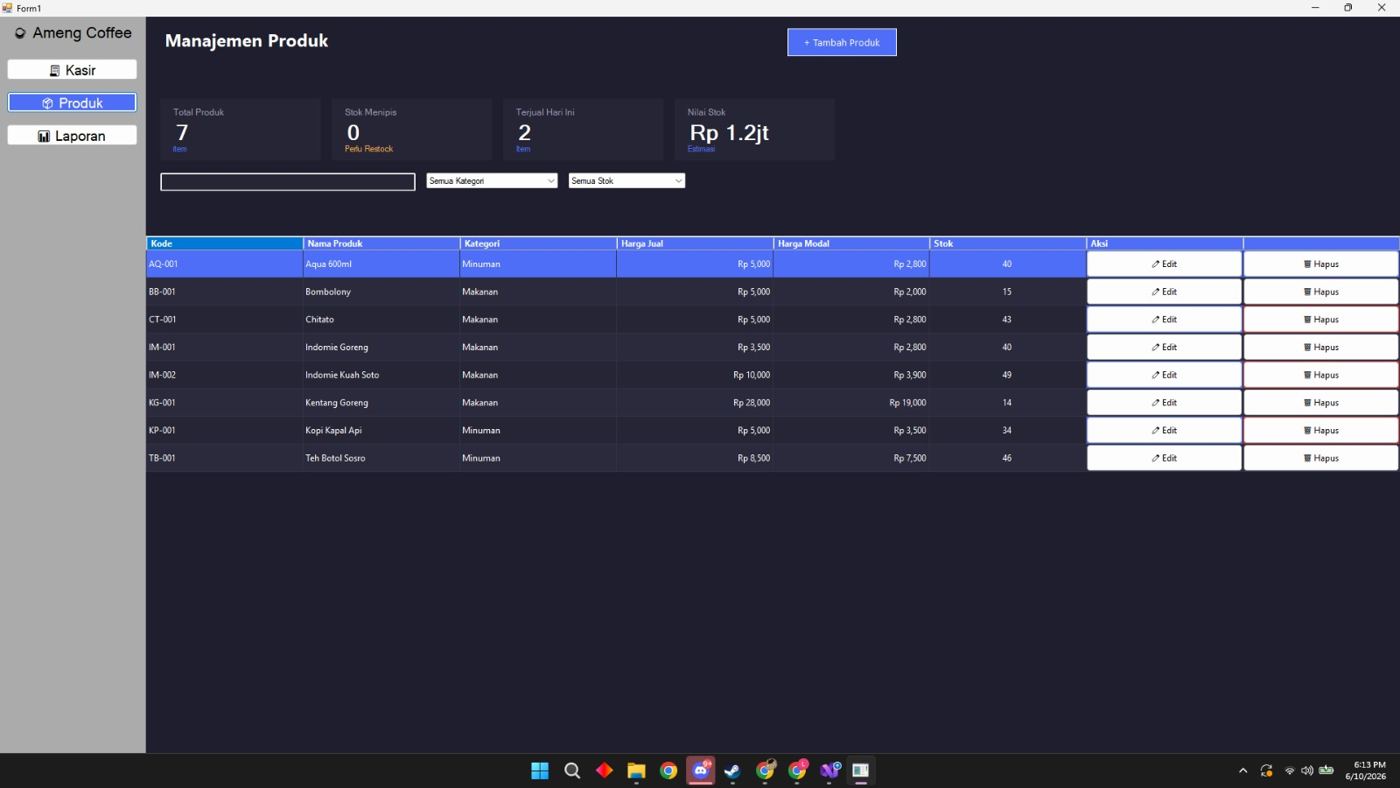 Form1
Ameng Coffee
Kasir
Produk
Laporan
Manajemen Produk
+ Tambah Produk
Total Produk
7
item
Stok Menipis
0
Perlu Restock
Terjual Hari Ini
2
Item
Nilai Stok
Rp 1.2jt
Estimasi
Semua Kategori
Semua Stok
Kode Nama Produk Kategori Harga Jual Harga Modal Stok Aksi
AQ-001 Aqua 600ml Minuman Rp 5,000 Rp 2,800 40 Edit Hapus
BB-001 Bombolony Makanan Rp 5,000 Rp 2,000 15 Edit Hapus
CT-001 Chitato Makanan Rp 5,000 Rp 2,800 43 Edit Hapus
IM-001 Indomie Goreng Makanan Rp 3,500 Rp 2,800 40 Edit Hapus
IM-002 Indomie Kuah Soto Makanan Rp 10,000 Rp 3,900 49 Edit Hapus
KG-001 Kentang Goreng Makanan Rp 28,000 Rp 19,000 14 Edit Hapus
KP-001 Kopi Kapal Api Minuman Rp 5,000 Rp 3,500 34 Edit Hapus
TB-001 Teh Botol Sosro Minuman Rp 8,500 Rp 7,500 46 Edit Hapus
6:13 PM
6/10/2026